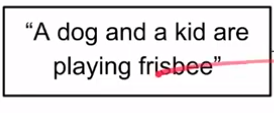 “A dog and a kid are
playing frisbee”